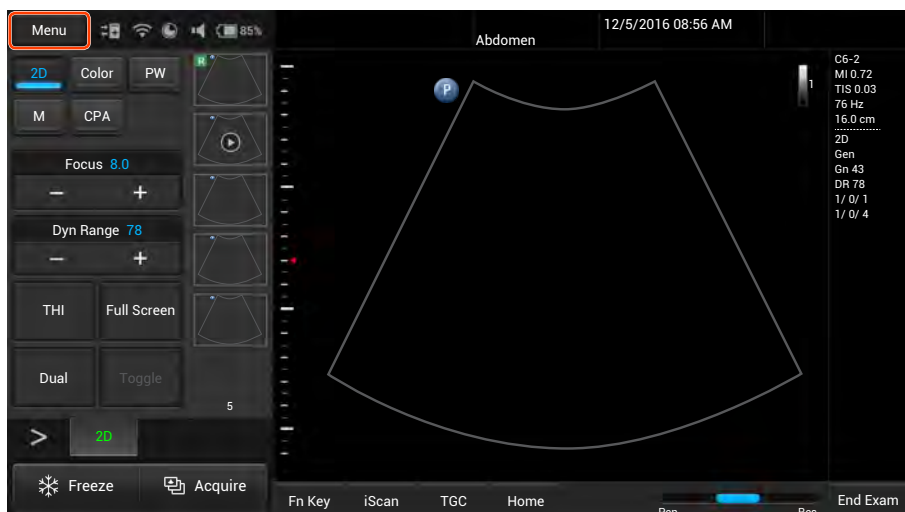 Menu
85%
12/5/2016 08:56 AM
Abdomen
2D Color PW
M CPA
Focus 8.0
− +
Dyn Range 78
− +
THI Full Screen
Dual Toggle
R
5
> 2D
Freeze Acquire
P
1
C6-2
MI 0.72
TIS 0.03
76 Hz
16.0 cm
2D
Gen
Gn 43
DR 78
1/ 0/ 1
1/ 0/ 4
Fn Key iScan TGC Home
Pen Res
End Exam